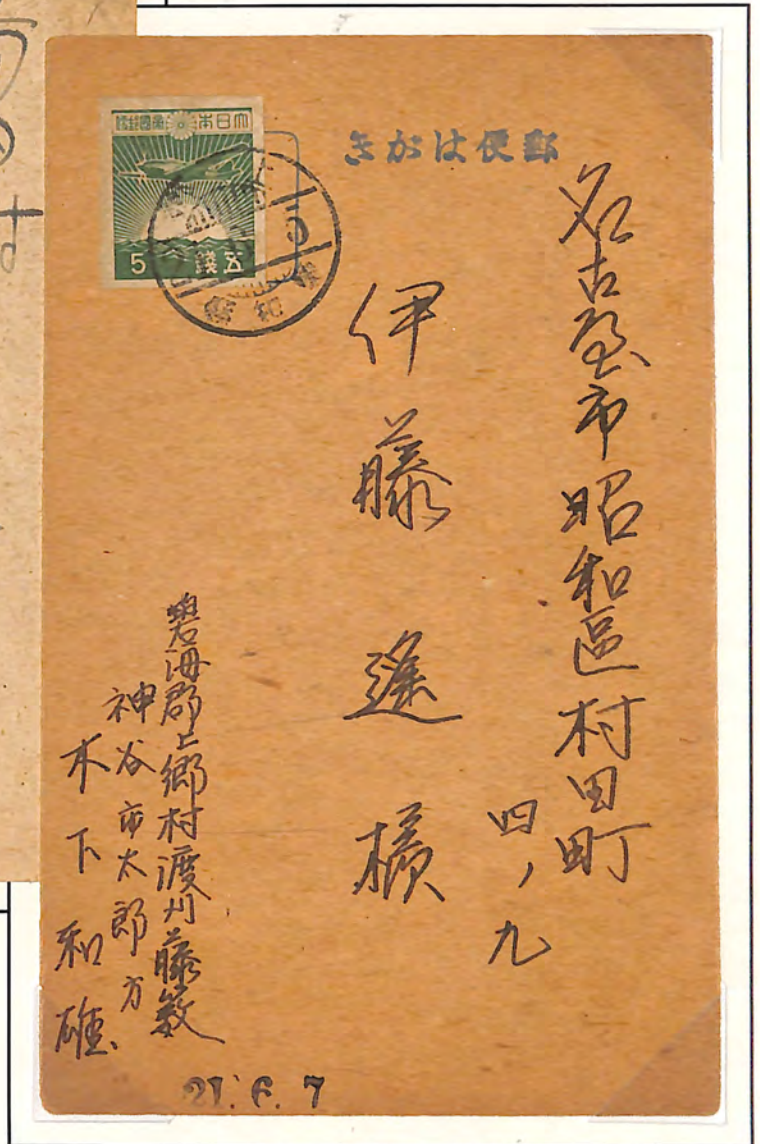 郵便はがき
大日本帝國郵便
5 五錢
名古屋市昭和區村田町
四ノ九
伊藤遙様
碧海郡上郷村渡刈藤藪
神谷市太郎方
木下和雄
21.6.7